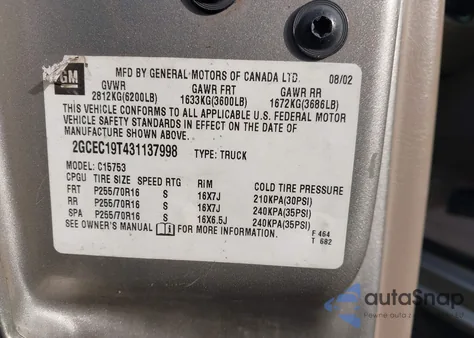 GM
MFD BY GENERAL MOTORS OF CANADA LTD. 08/02
GVWR GAWR FRT GAWR RR
2812KG(6200LB) 1633KG(3600LB) 1672KG(3686LB)
THIS VEHICLE CONFORMS TO ALL APPLICABLE U.S. FEDERAL MOTOR
VEHICLE SAFETY STANDARDS IN EFFECT ON THE DATE OF
MANUFACTURE SHOWN ABOVE.
2GCEC19T431137998 TYPE: TRUCK
MODEL: C15753
CPGU TIRE SIZE SPEED RTG RIM COLD TIRE PRESSURE
FRT P255/70R16 S 16X7J 210KPA(30PSI)
RR P255/70R16 S 16X7J 240KPA(35PSI)
SPA P255/70R16 S 16X6.5J 240KPA(35PSI)
SEE OWNER'S MANUAL FOR MORE INFORMATION.
F 464
T 682
autoSnap